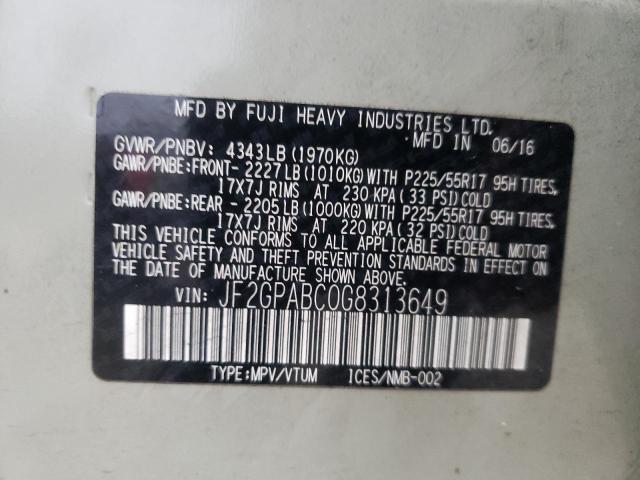 MFD BY FUJI HEAVY INDUSTRIES LTD.
MFD IN 06/16
GVWR/PNBV: 4343LB(1970KG)
GAWR/PNBE:FRONT- 2227LB(1010KG)WITH P225/55R17 95H TIRES,
17X7J RIMS AT 230 KPA( 33 PSI)COLD
GAWR/PNBE:REAR - 2205LB(1000KG)WITH P225/55R17 95H TIRES,
17X7J RIMS AT 220 KPA( 32 PSI)COLD
THIS VEHICLE CONFORMS TO ALL APPLICABLE FEDERAL MOTOR
VEHICLE SAFETY AND THEFT PREVENTION STANDARDS IN EFFECT
ON THE DATE OF MANUFACTURE SHOWN ABOVE.
VIN: JF2GPABC0G8313649
TYPE:MPV/VTUM ICES/NMB-002